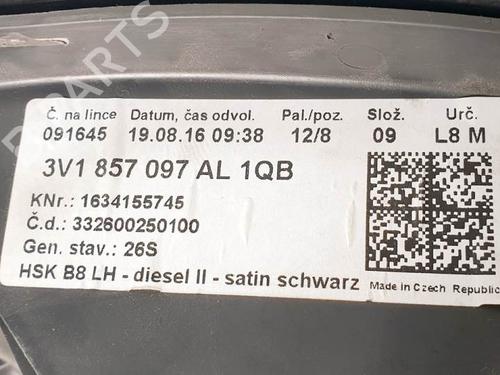 Č. na lince Datum, čas odvol. Pal./poz. Slož. Urč.
091645 19.08.16 09:38 12/8 09 L8 M
3V1 857 097 AL 1QB
KNr.: 1634155745
Č.d.: 332600250100
Gen. stav.: 26S
HSK B8 LH - diesel II - satin schwarz
Made in Czech Republic